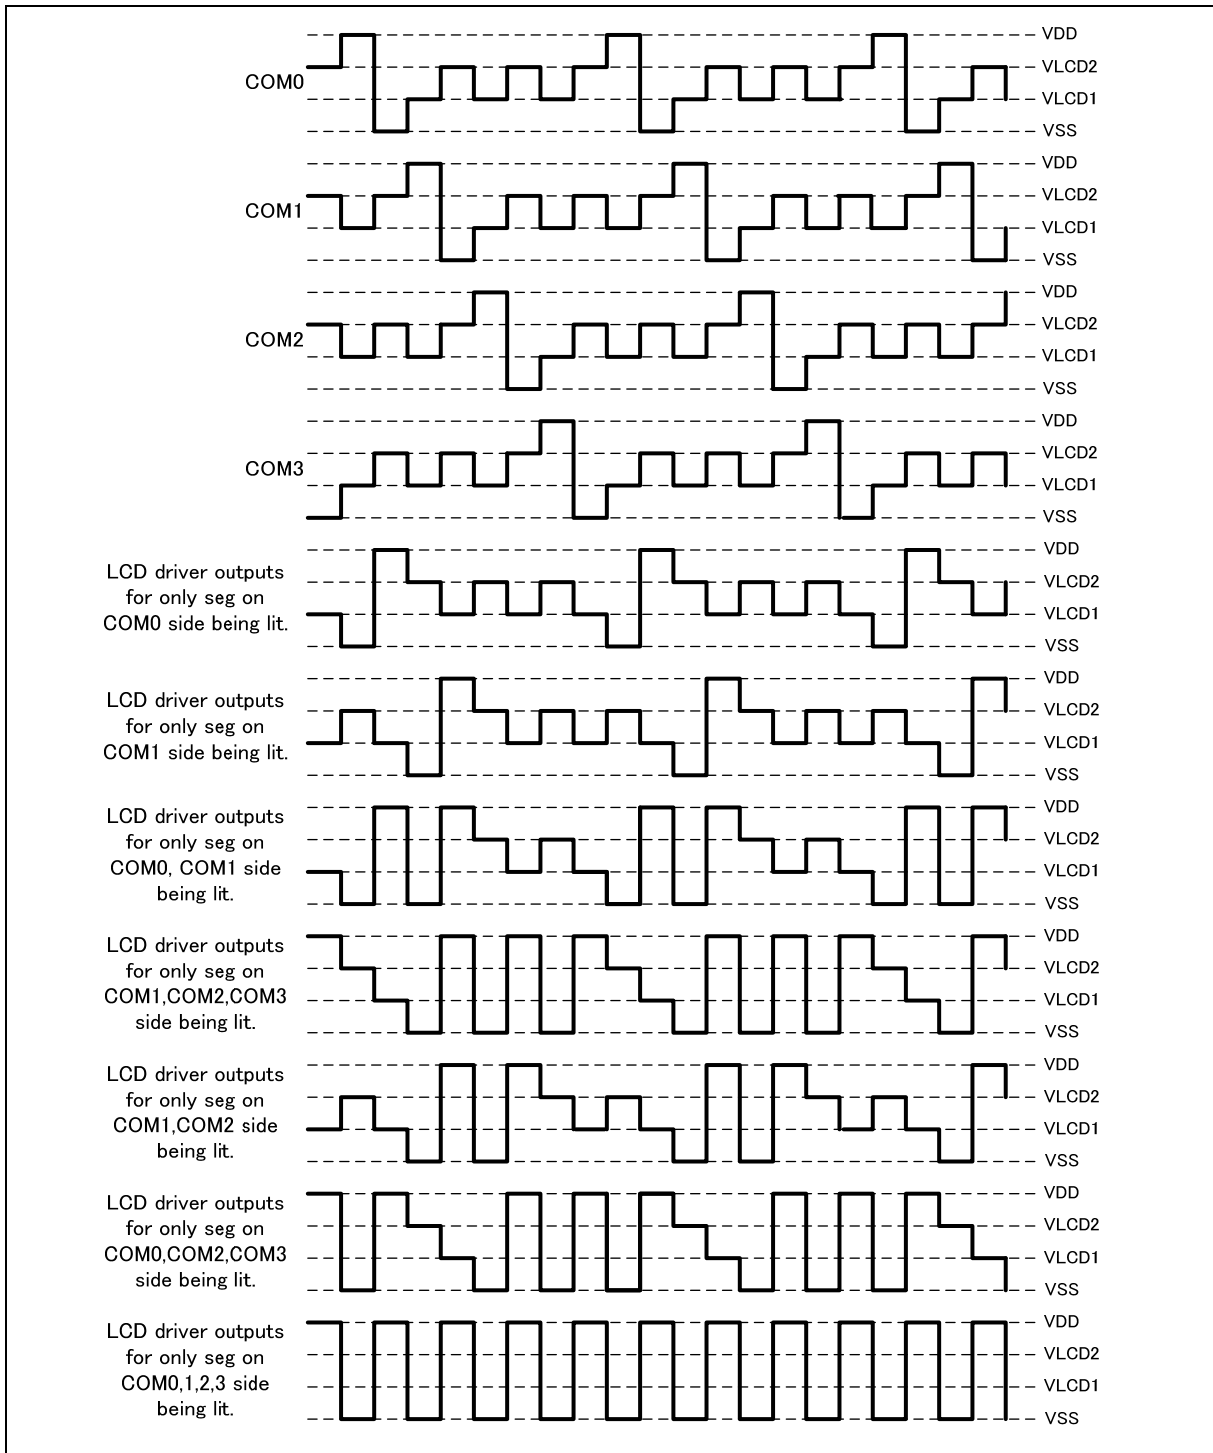 VDD
VLCD2
COM0
VLCD1
VSS
VDD
VLCD2
COM1
VLCD1
VSS
VDD
VLCD2
COM2
VLCD1
VSS
VDD
VLCD2
COM3
VLCD1
VSS
VDD
LCD driver outputs
VLCD2
for only seg on
VLCD1
COM0 side being lit.
VSS
VDD
LCD driver outputs
VLCD2
for only seg on
VLCD1
COM1 side being lit.
VSS
VDD
LCD driver outputs
VLCD2
for only seg on
COM0, COM1 side
VLCD1
being lit.
VSS
VDD
LCD driver outputs
VLCD2
for only seg on
COM1,COM2,COM3
VLCD1
side being lit.
VSS
VDD
LCD driver outputs
VLCD2
for only seg on
COM1,COM2 side
VLCD1
being lit.
VSS
VDD
LCD driver outputs
VLCD2
for only seg on
COM0,COM2,COM3
VLCD1
side being lit.
VSS
VDD
LCD driver outputs
VLCD2
for only seg on
COM0,1,2,3 side
VLCD1
being lit.
VSS